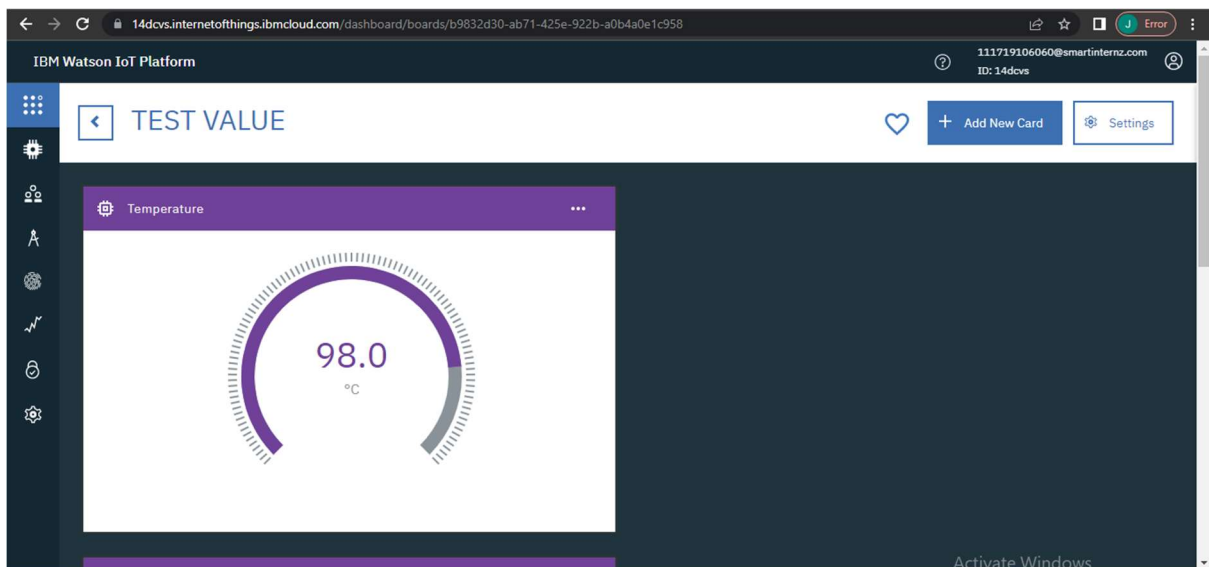 14dcvs.internetofthings.ibmcloud.com/dashboard/boards/b9832d30-ab71-425e-922b-a0b4a0e1c958
J Error
IBM Watson IoT Platform
111719106060@smartinternz.com
ID: 14dcvs
TEST VALUE
+ Add New Card
Settings
Temperature
98.0
°C
Activate Windows